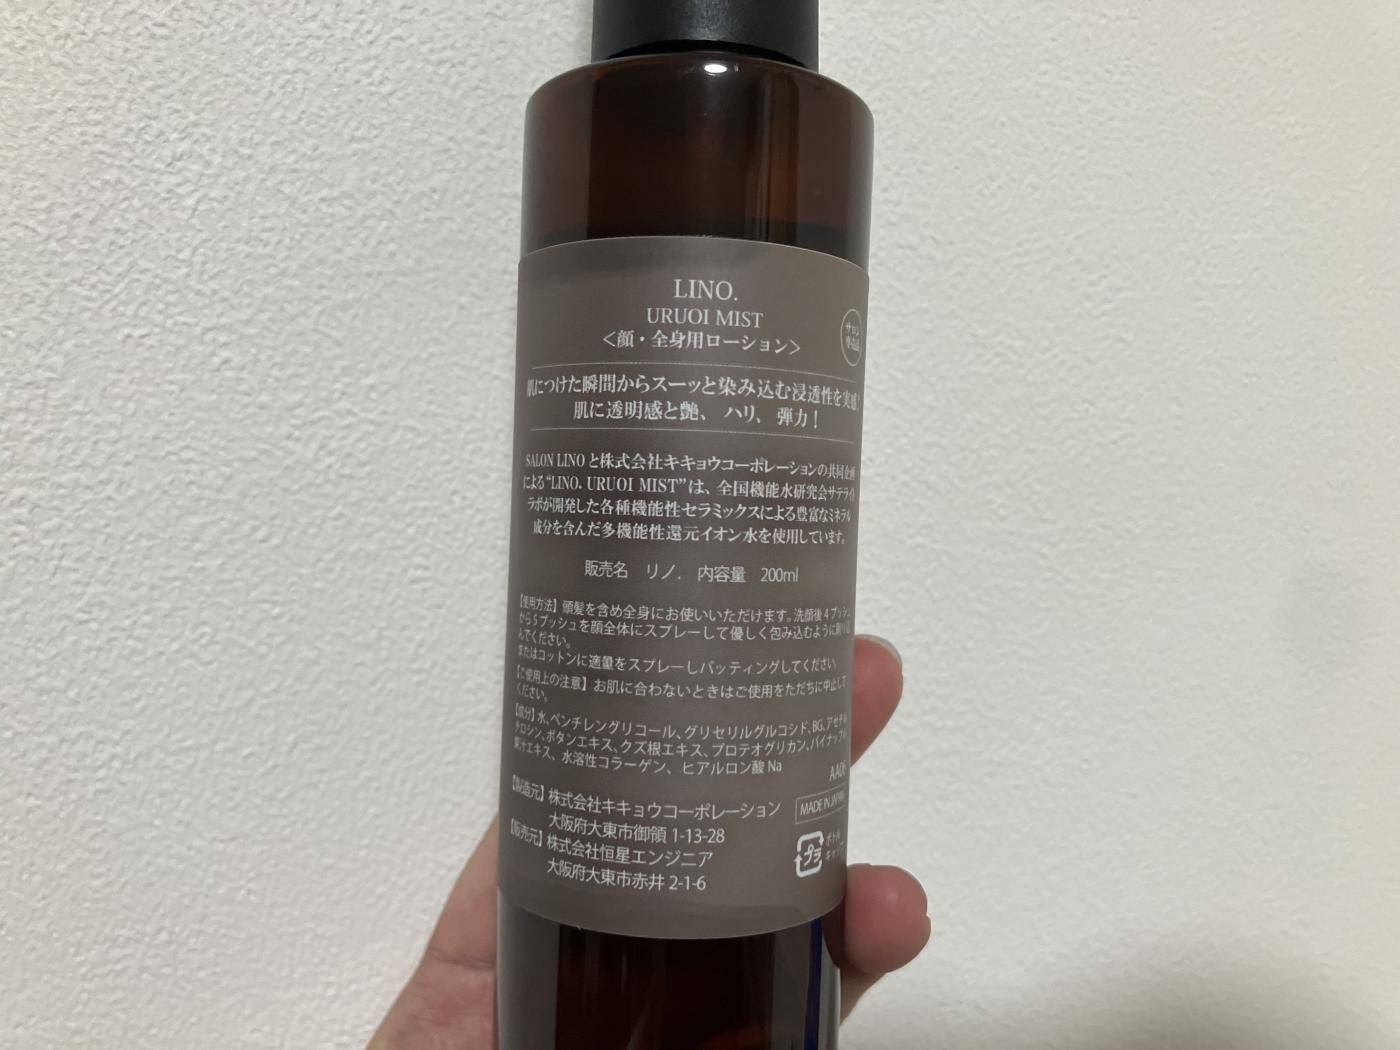 LINO.
URUOI MIST
<顔・全身用ローション>
サロン
肌につけた瞬間からスーッと染み込む浸透性を実感!
肌に透明感と艶、 ハリ、 弾力!
SALON LINO と株式会社キキョウコーポレーションの共同企画
による“LINO. URUOI MIST”は、全国機能水研究会サテライト
ラボが開発した各種機能性セラミックスによる豊富なミネラル
成分を含んだ多機能性還元イオン水を使用しています。
販売名 リノ. 内容量 200ml
【使用方法】頭髪を含め全身にお使いいただけます。洗顔後4プッシュ
から5プッシュを顔全体にスプレーして優しく包み込むように刷り込
んでください。
またはコットンに適量をスプレーしパッティングしてください。
【ご使用上の注意】お肌に合わないときはご使用をただちに中止して
ください。
【成分】水、ペンチレングリコール、グリセリルグルコシド、BG、アセチル
チロシン、ボタンエキス、クズ根エキス、プロテオグリカン、パイナップル
果汁エキス、水溶性コラーゲン、ヒアルロン酸 Na
AA06
【製造元】株式会社キキョウコーポレーション
大阪府大東市御領 1-13-28
MADE IN JAPAN
【販売元】株式会社恒星エンジニア
大阪府大東市赤井 2-1-6
プラ
ボトル